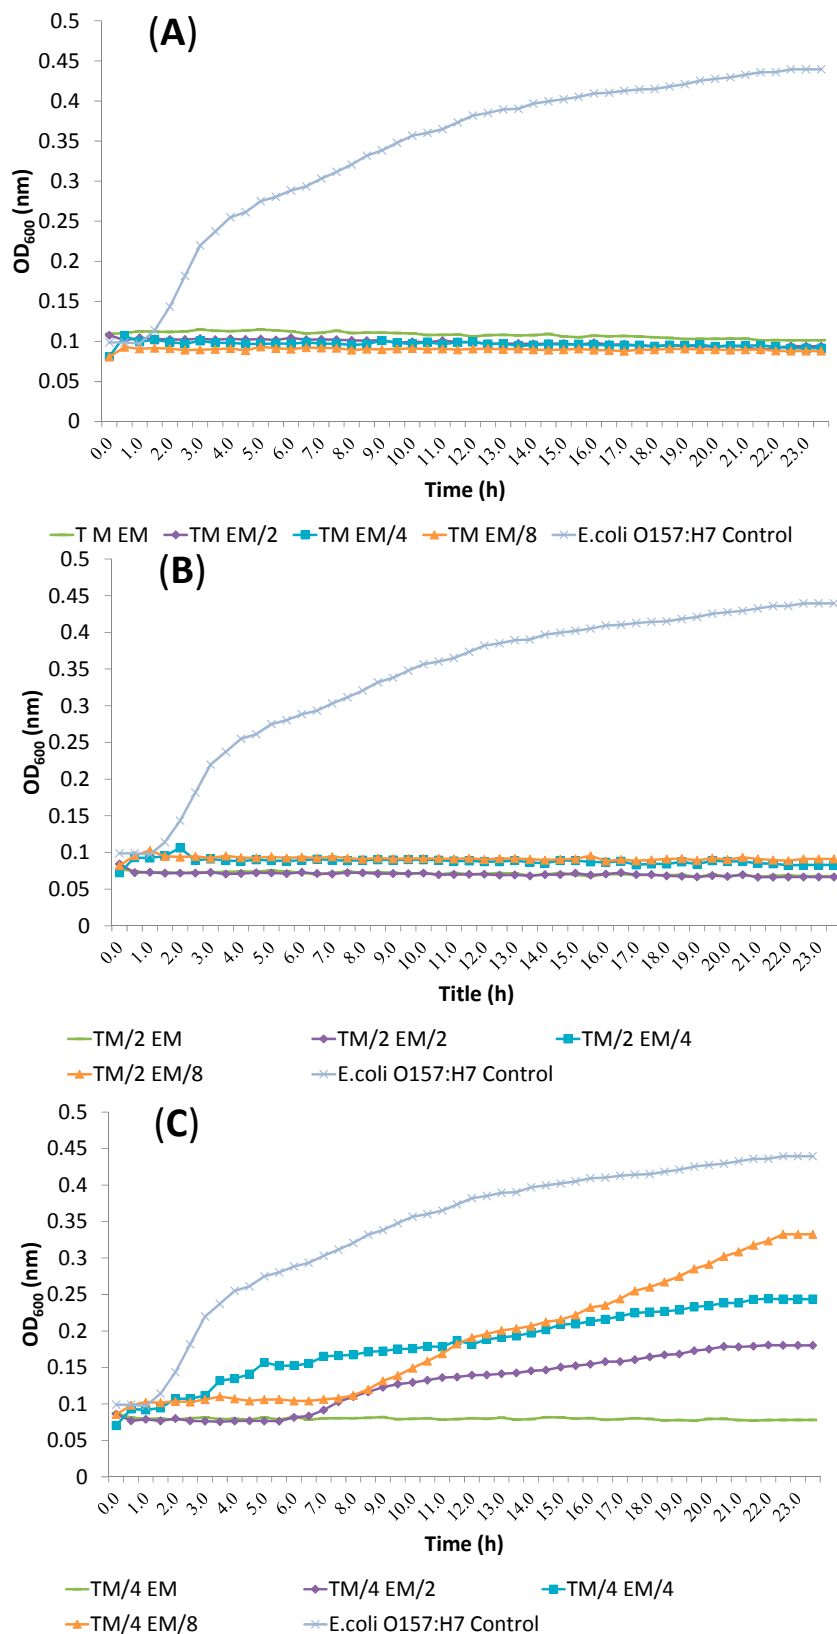 (A)
0.5
0.45
0.4
0.35
0.3
0.25
0.2
0.15
0.1
0.05
0
OD600 (nm)
0.0 1.0 2.0 3.0 4.0 5.0 6.0 7.0 8.0 9.0 10.0 11.0 12.0 13.0 14.0 15.0 16.0 17.0 18.0 19.0 20.0 21.0 22.0 23.0
Time (h)
T M EM TM EM/2 TM EM/4 TM EM/8 E.coli O157:H7 Control
(B)
0.5
0.45
0.4
0.35
0.3
0.25
0.2
0.15
0.1
0.05
0
OD600 (nm)
0.0 1.0 2.0 3.0 4.0 5.0 6.0 7.0 8.0 9.0 10.0 11.0 12.0 13.0 14.0 15.0 16.0 17.0 18.0 19.0 20.0 21.0 22.0 23.0
Title (h)
TM/2 EM TM/2 EM/2 TM/2 EM/4
TM/2 EM/8 E.coli O157:H7 Control
(C)
0.5
0.45
0.4
0.35
0.3
0.25
0.2
0.15
0.1
0.05
0
OD600 (nm)
0.0 1.0 2.0 3.0 4.0 5.0 6.0 7.0 8.0 9.0 10.0 11.0 12.0 13.0 14.0 15.0 16.0 17.0 18.0 19.0 20.0 21.0 22.0 23.0
Time (h)
TM/4 EM TM/4 EM/2 TM/4 EM/4
TM/4 EM/8 E.coli O157:H7 Control